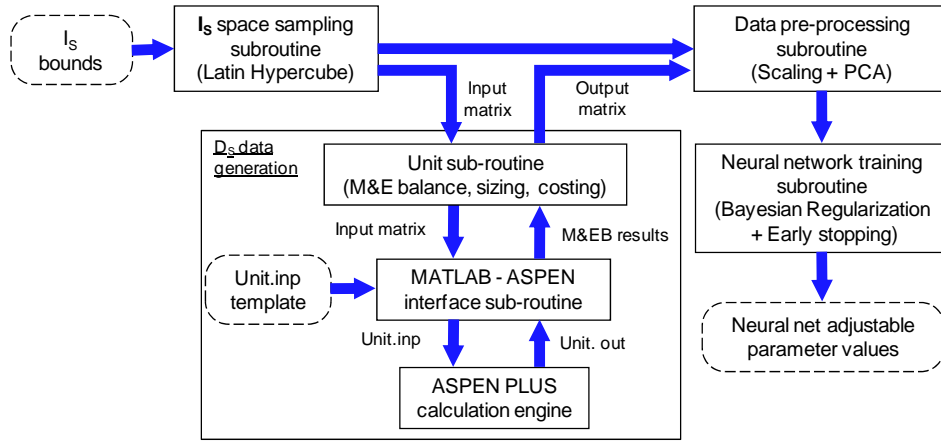 I_S
bounds
I_S space sampling
subroutine
(Latin Hypercube)
Data pre-processing
subroutine
(Scaling + PCA)
Input
matrix
Output
matrix
D_S data
generation
Unit sub-routine
(M&E balance, sizing, costing)
Neural network training
subroutine
(Bayesian Regularization
+ Early stopping)
Input matrix
M&EB results
Unit.inp
template
MATLAB - ASPEN
interface sub-routine
Unit.inp
Unit. out
Neural net adjustable
parameter values
ASPEN PLUS
calculation engine